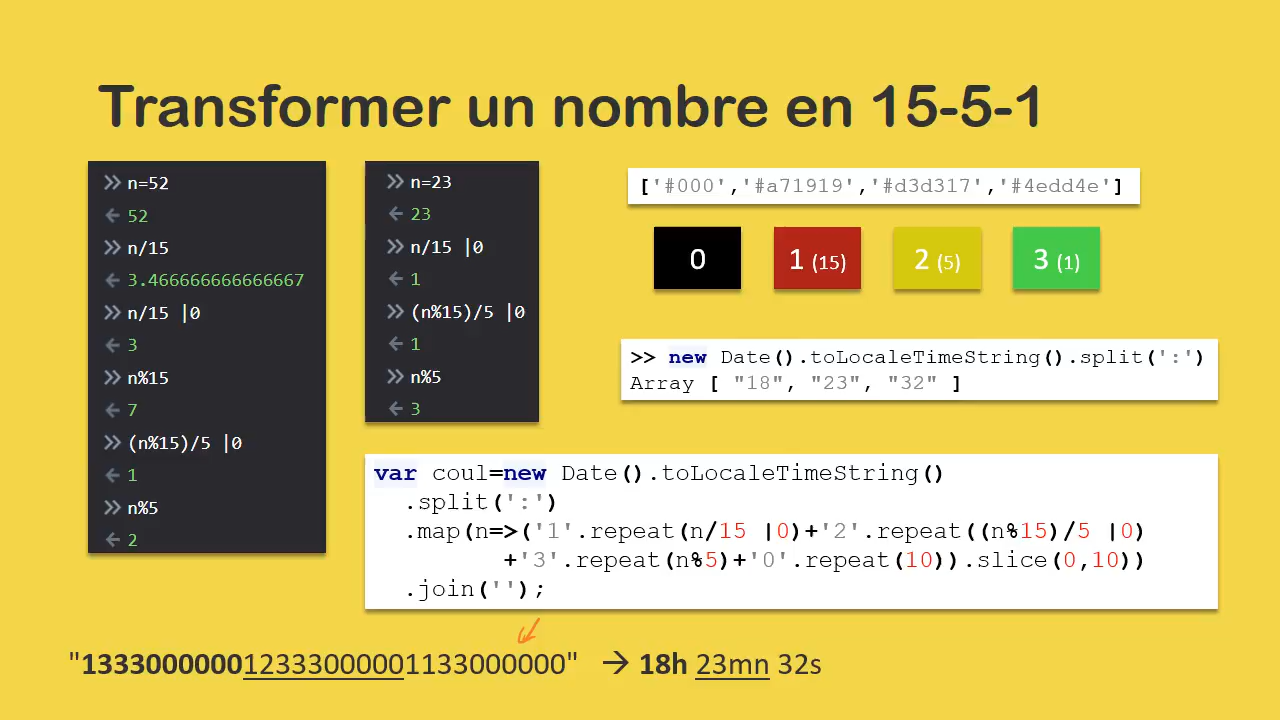 Transformer un nombre en 15-5-1
>> n=52
← 52
>> n/15
← 3.466666666666667
>> n/15 |0
← 3
>> n%15
← 7
>> (n%15)/5 |0
← 1
>> n%5
← 2
>> n=23
← 23
>> n/15 |0
← 1
>> (n%15)/5 |0
← 1
>> n%5
← 3
['#000','#a71919','#d3d317','#4edd4e']
0
1 (15)
2 (5)
3 (1)
>> new Date().toLocaleTimeString().split(':')
Array [ "18", "23", "32" ]
var coul=new Date().toLocaleTimeString()
.split(':')
.map(n=>('1'.repeat(n/15 |0)+'2'.repeat((n%15)/5 |0)
+'3'.repeat(n%5)+'0'.repeat(10)).slice(0,10))
.join('');
"133300000012333000001133000000" → 18h 23mn 32s